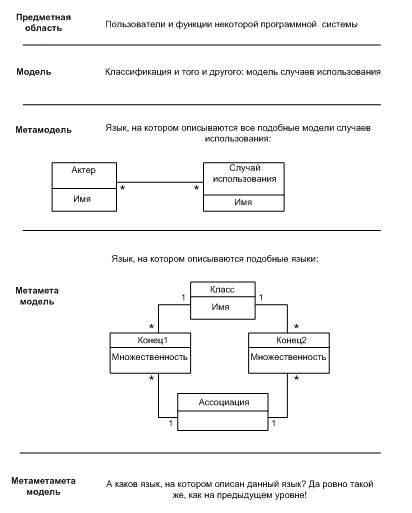 Предметная
область
Пользователи и функции некоторой программной системы
Модель
Классификация и того и другого: модель случаев использования
Метамодель
Язык, на котором описываются все подобные модели случаев
использования:
Актер
Имя
*
*
Случай
использования
Имя
Язык, на котором описываются подобные языки:
Метамета
модель
Класс
Имя
1
1
*
*
Конец1
Множественность
Конец2
Множественность
*
*
Ассоциация
1
1
Метаметамета
модель
А каков язык, на котором описан данный язык? Да ровно такой
же, как на предыдущем уровне!